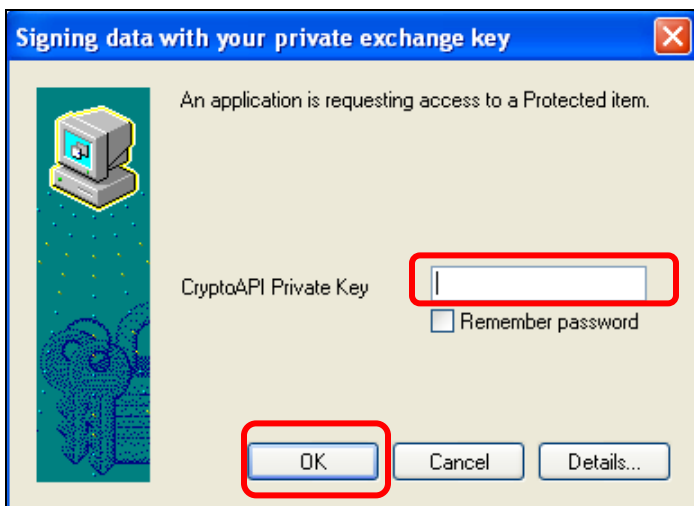 Signing data with your private exchange key
An application is requesting access to a Protected item.
CryptoAPI Private Key
Remember password
OK Cancel Details...